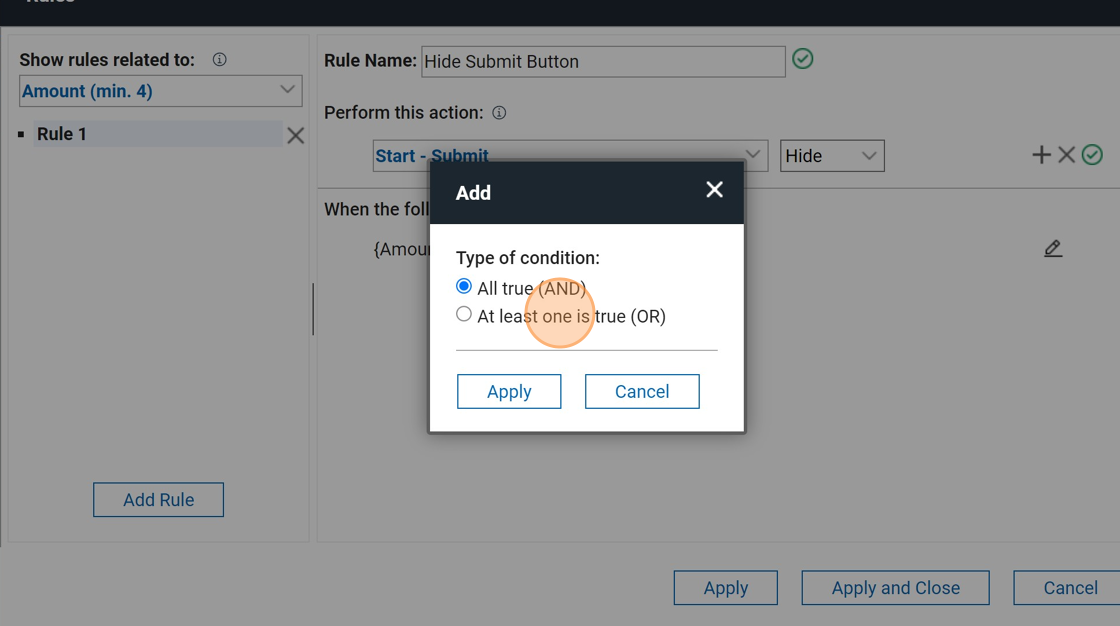 Rules
Show rules related to:
Amount (min. 4)
Rule 1
Add Rule
Rule Name: Hide Submit Button
Perform this action:
Start - Submit
Hide
When the foll
{Amou
Add
Type of condition:
All true (AND)
At least one is true (OR)
Apply
Cancel
Apply
Apply and Close
Cancel